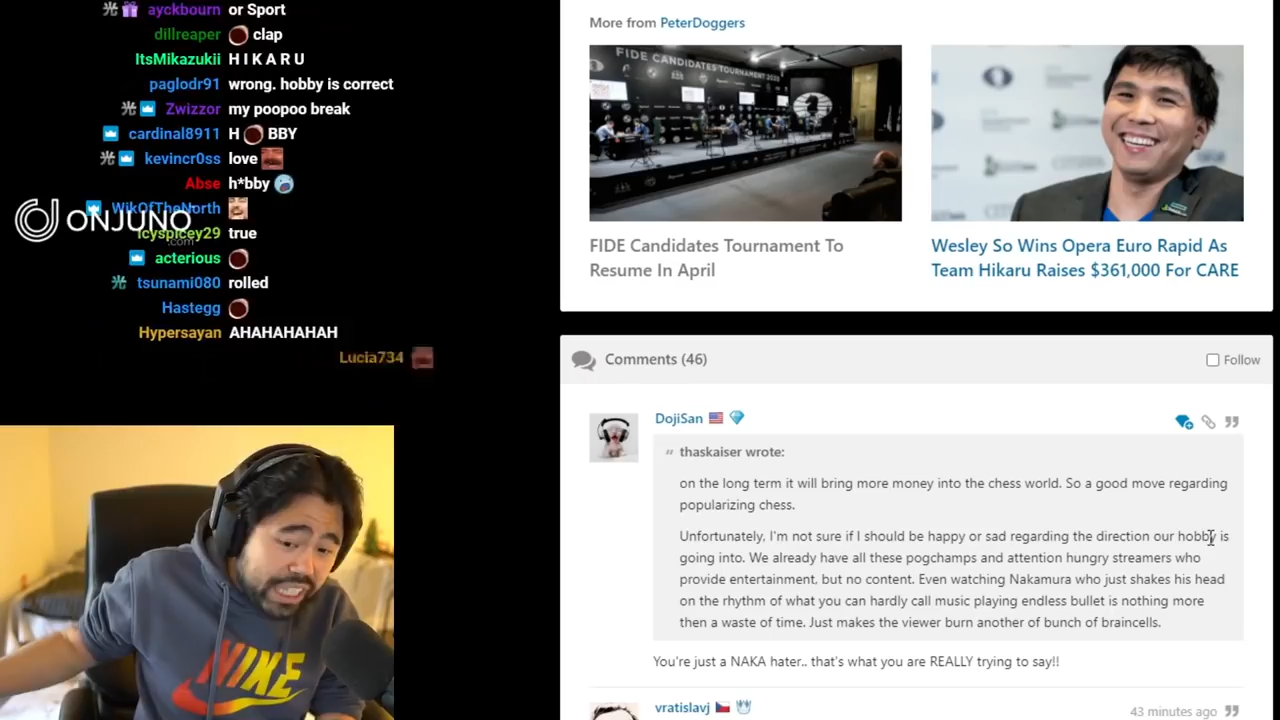 ayckbourn or Sport
dillreaper clap
ItsMikazukii H I K A R U
paglodr91 wrong. hobby is correct
Zwizzor my poopoo break
cardinal8911 H BBY
kevincr0ss love
Abse h*bby
WikOfTheNorth
icyspicey29 true
acterious
tsunami080 rolled
Hastegg
Hypersayan AHAHAHAHAH
Lucia734
ONJUNO
.com
NIKE
More from PeterDoggers
FIDE CANDIDATES TOURNAMENT 2020
FIDE Candidates Tournament To
Resume In April
Wesley So Wins Opera Euro Rapid As
Team Hikaru Raises $361,000 For CARE
Comments (46)
Follow
DojiSan
" thaskaiser wrote:
on the long term it will bring more money into the chess world. So a good move regarding
popularizing chess.
Unfortunately, I'm not sure if I should be happy or sad regarding the direction our hobby is
going into. We already have all these pogchamps and attention hungry streamers who
provide entertainment, but no content. Even watching Nakamura who just shakes his head
on the rhythm of what you can hardly call music playing endless bullet is nothing more
then a waste of time. Just makes the viewer burn another of bunch of braincells.
You're just a NAKA hater.. that's what you are REALLY trying to say!!
vratislavj
43 minutes ago